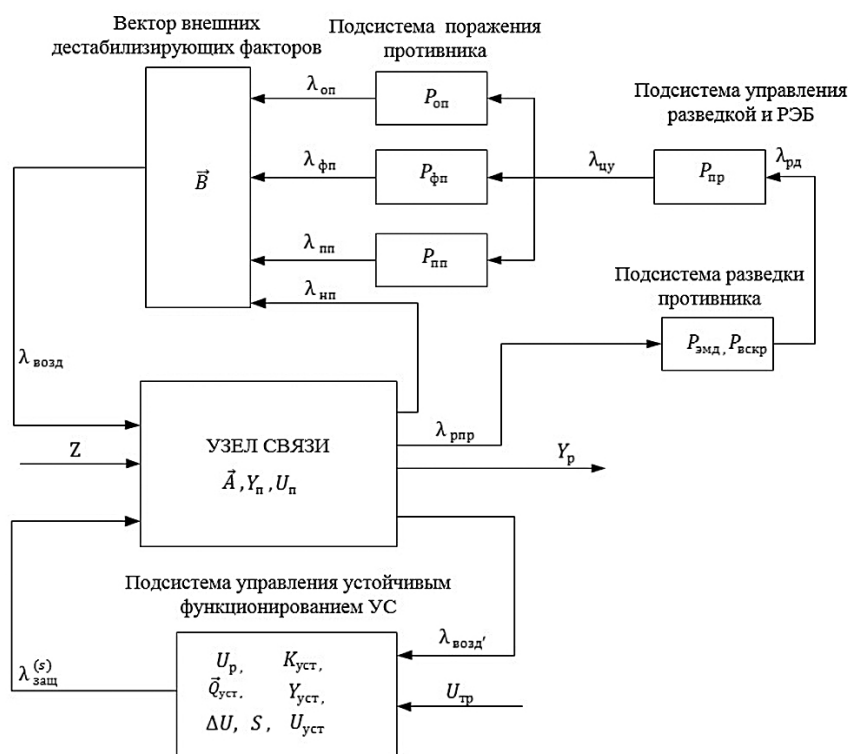 Вектор внешних
дестабилизирующих факторов
Подсистема поражения
противника
Подсистема управления
разведкой и РЭБ
λоп
Pоп
λфп
Pфп
λцу
Pпр
λрд
B⃗
λпп
Pпп
λнп
Подсистема разведки
противника
Pэмд, Pвскр
λвозд
УЗЕЛ СВЯЗИ
A⃗, Yп, Uп
Z
λрпр
Yр
Подсистема управления устойчивым
функционированием УС
λзащ(s)
Uр, Kуст,
Q⃗уст, Yуст,
ΔU, S, Uуст
λвозд′
Uтр